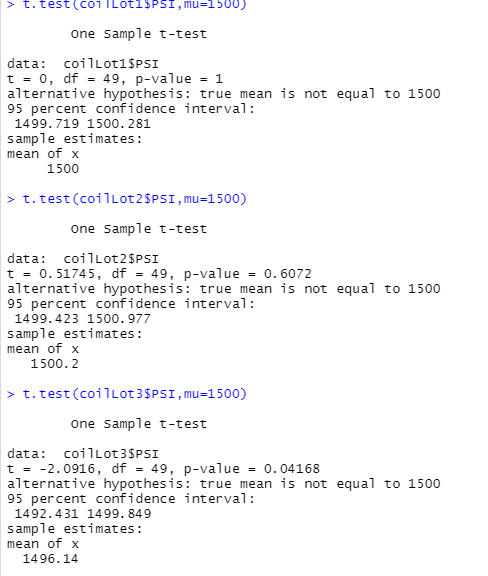 > t.test(coilLot1$PSI,mu=1500)
One Sample t-test
data: coilLot1$PSI
t = 0, df = 49, p-value = 1
alternative hypothesis: true mean is not equal to 1500
95 percent confidence interval:
1499.719 1500.281
sample estimates:
mean of x
1500
> t.test(coilLot2$PSI,mu=1500)
One Sample t-test
data: coilLot2$PSI
t = 0.51745, df = 49, p-value = 0.6072
alternative hypothesis: true mean is not equal to 1500
95 percent confidence interval:
1499.423 1500.977
sample estimates:
mean of x
1500.2
> t.test(coilLot3$PSI,mu=1500)
One Sample t-test
data: coilLot3$PSI
t = -2.0916, df = 49, p-value = 0.04168
alternative hypothesis: true mean is not equal to 1500
95 percent confidence interval:
1492.431 1499.849
sample estimates:
mean of x
1496.14